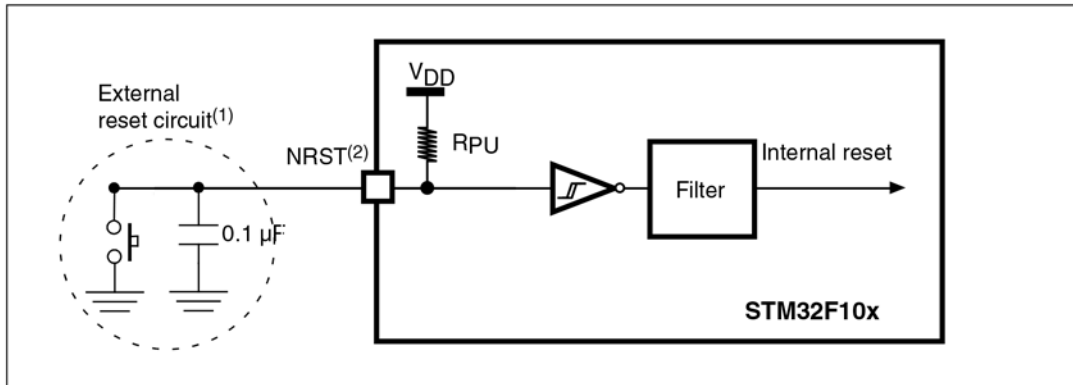 External
reset circuit(1)
VDD
NRST(2)
RPU
Internal reset
Filter
0.1 µF
STM32F10x